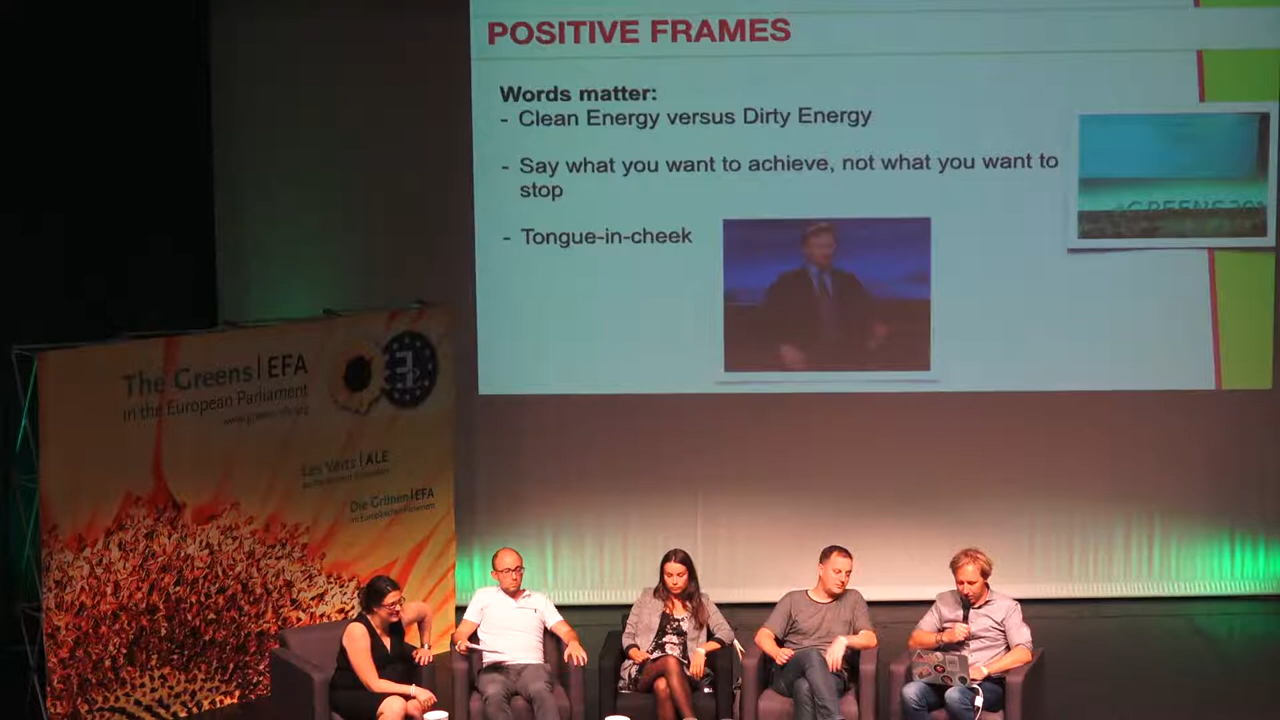 POSITIVE FRAMES
Words matter:
- Clean Energy versus Dirty Energy
- Say what you want to achieve, not what you want to
stop
- Tongue-in-cheek
The Greens | EFA
in the European Parliament
Les Verts | ALE
Die Grünen | EFA